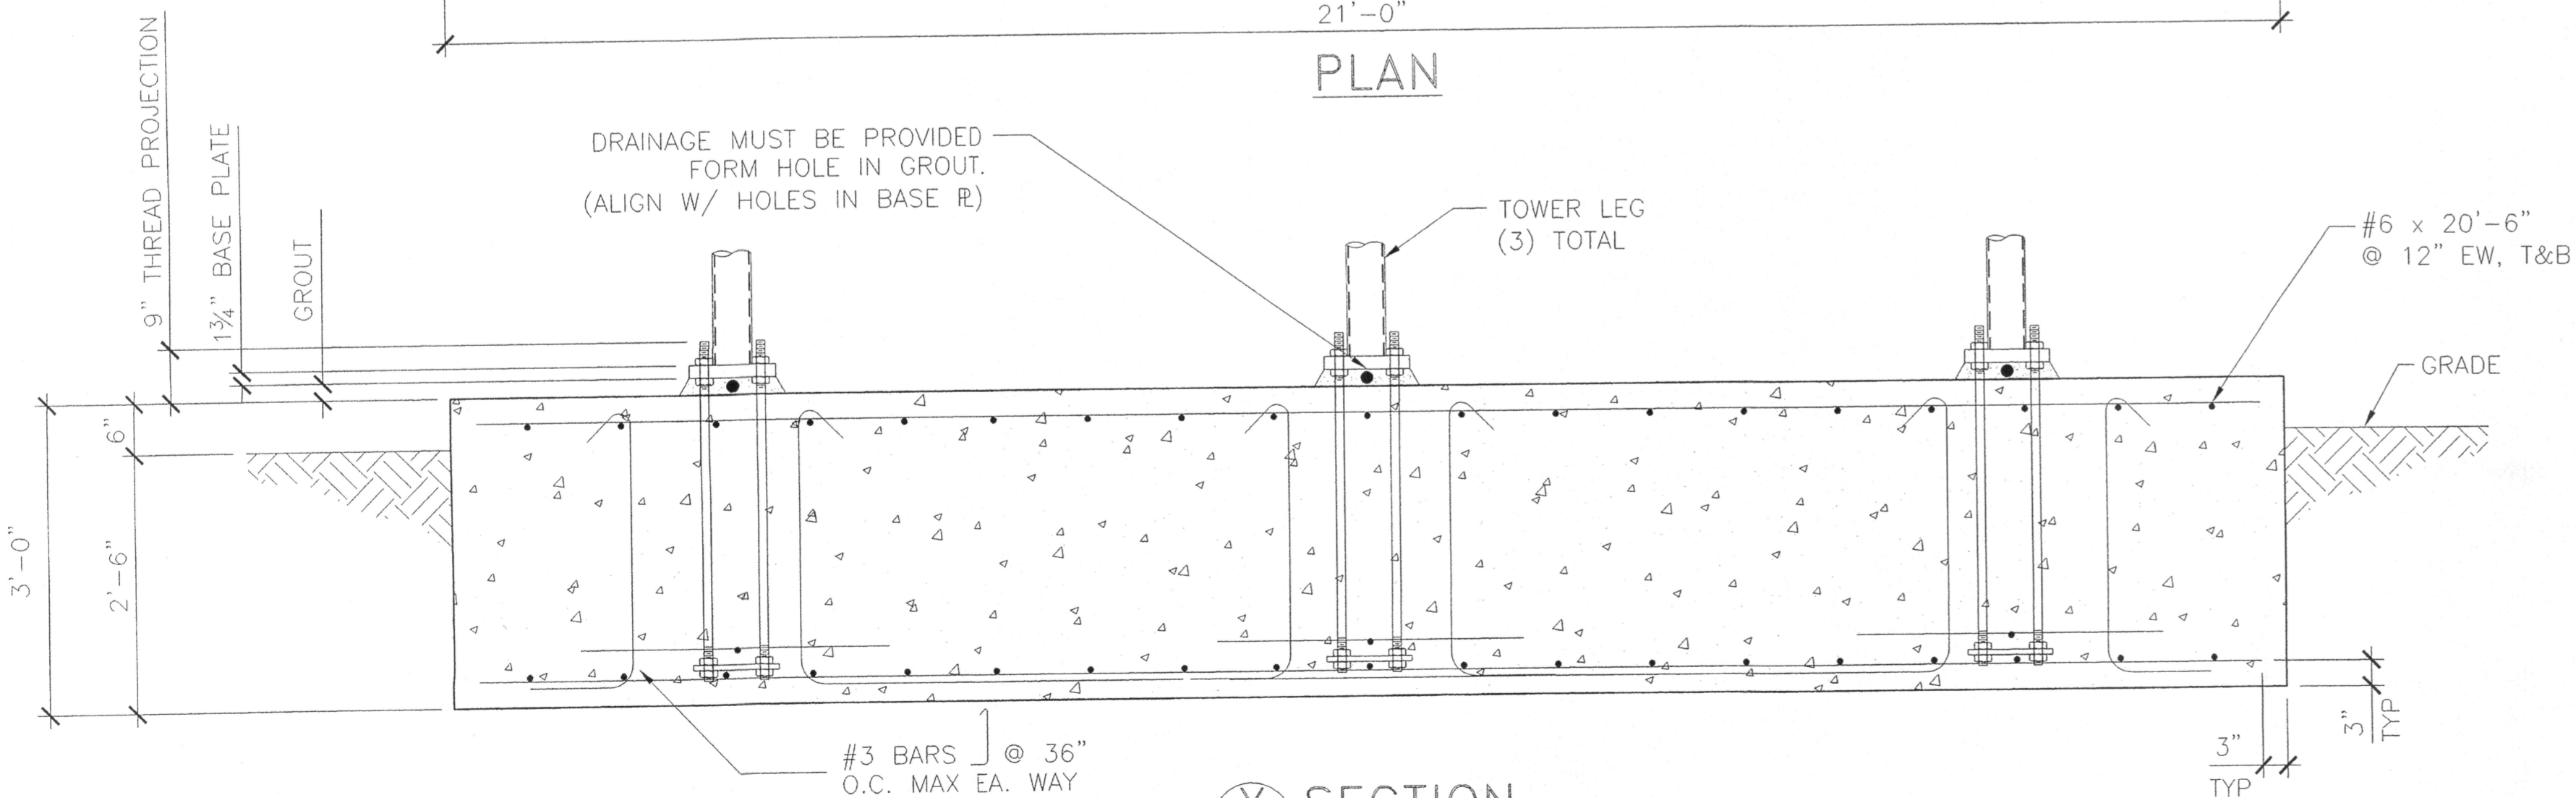 21'-0"
PLAN
9" THREAD PROJECTION
1¾" BASE PLATE
GROUT
DRAINAGE MUST BE PROVIDED
FORM HOLE IN GROUT.
(ALIGN W/ HOLES IN BASE ⅊)
TOWER LEG
(3) TOTAL
#6 x 20'-6"
@ 12" EW, T&B
GRADE
6"
3'-0"
2'-6"
#3 BARS @ 36"
O.C. MAX EA. WAY
3"
TYP
3"
TYP
SECTION